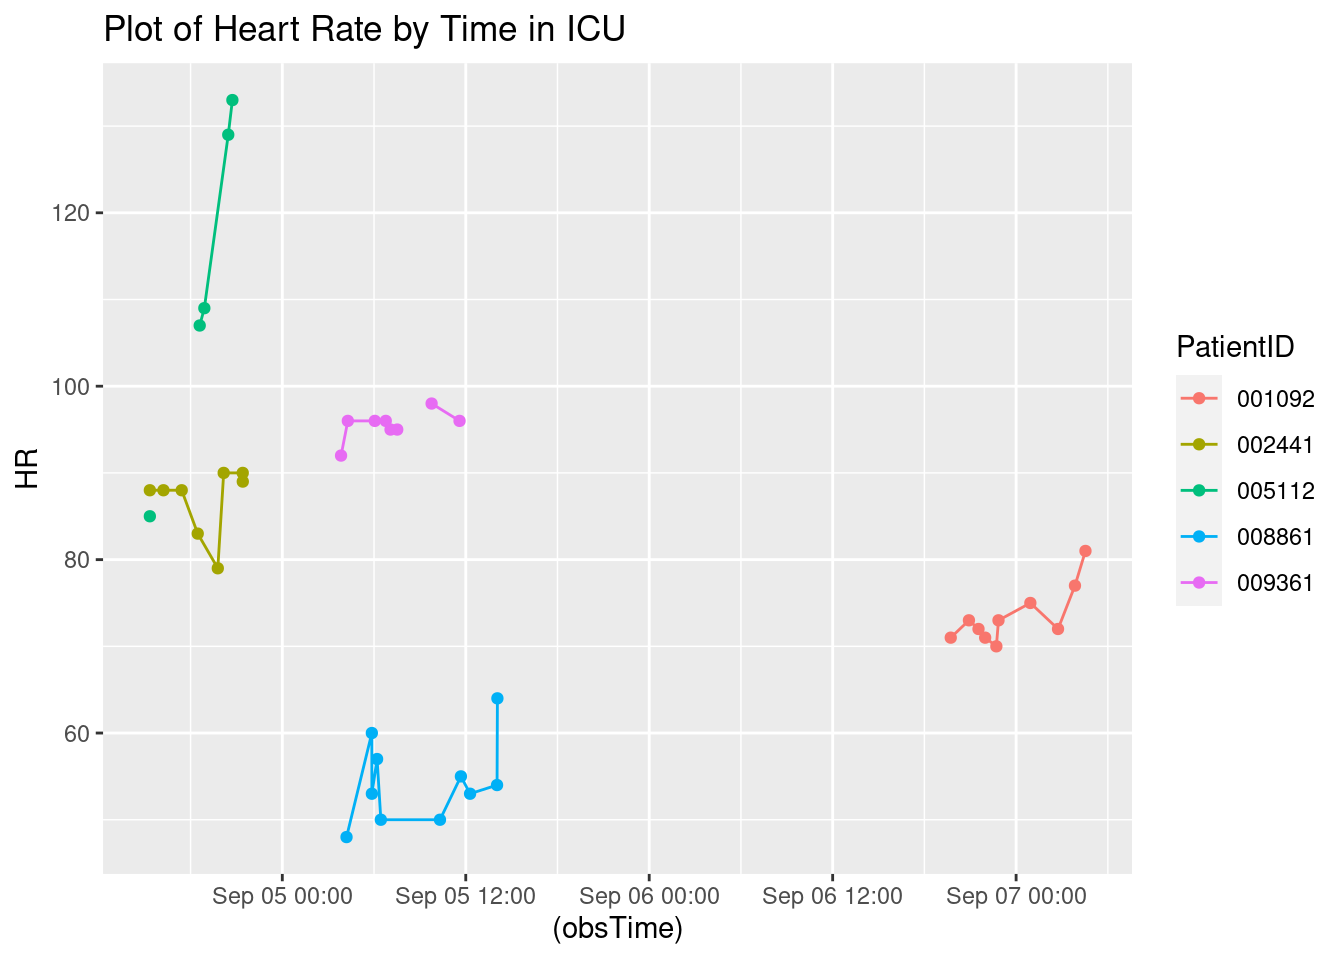 Plot of Heart Rate by Time in ICU
120
100
80
60
HR
Sep 05 00:00
Sep 05 12:00
Sep 06 00:00
Sep 06 12:00
Sep 07 00:00
(obsTime)
PatientID
001092
002441
005112
008861
009361